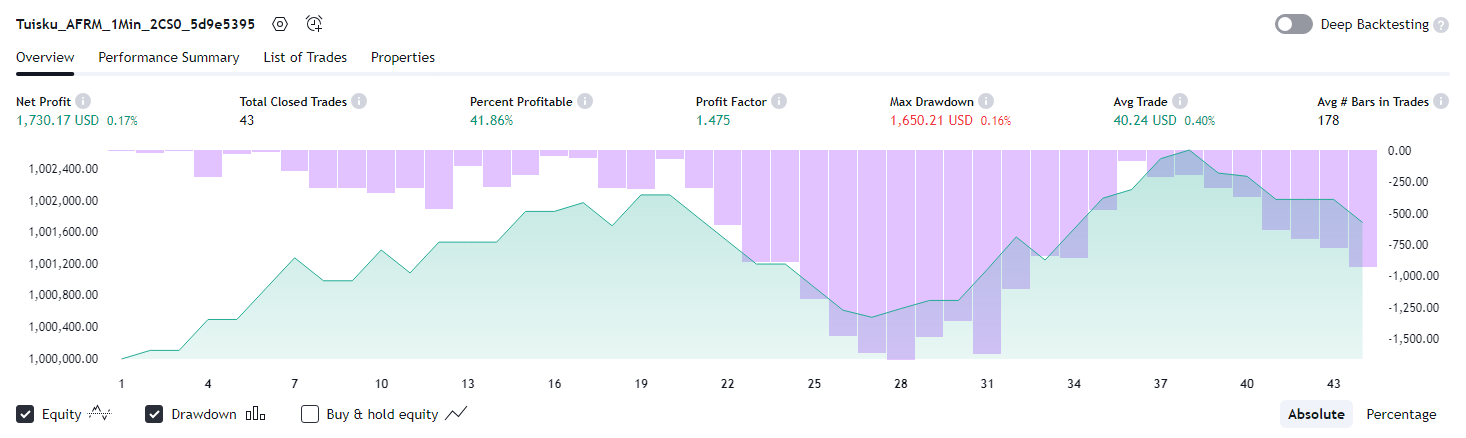 Tuisku_AFRM_1Min_2CS0_5d9e5395
Deep Backtesting ?
Overview Performance Summary List of Trades Properties
Net Profit i Total Closed Trades i Percent Profitable i Profit Factor i Max Drawdown i Avg Trade i Avg # Bars in Trades i
1,730.17 USD 0.17% 43 41.86% 1.475 1,650.21 USD 0.16% 40.24 USD 0.40% 178
1,002,400.00
1,002,000.00
1,001,600.00
1,001,200.00
1,000,800.00
1,000,400.00
1,000,000.00
0.00
-250.00
-500.00
-750.00
-1,000.00
-1,250.00
-1,500.00
1 4 7 10 13 16 19 22 25 28 31 34 37 40 43
Equity Drawdown Buy & hold equity Absolute Percentage